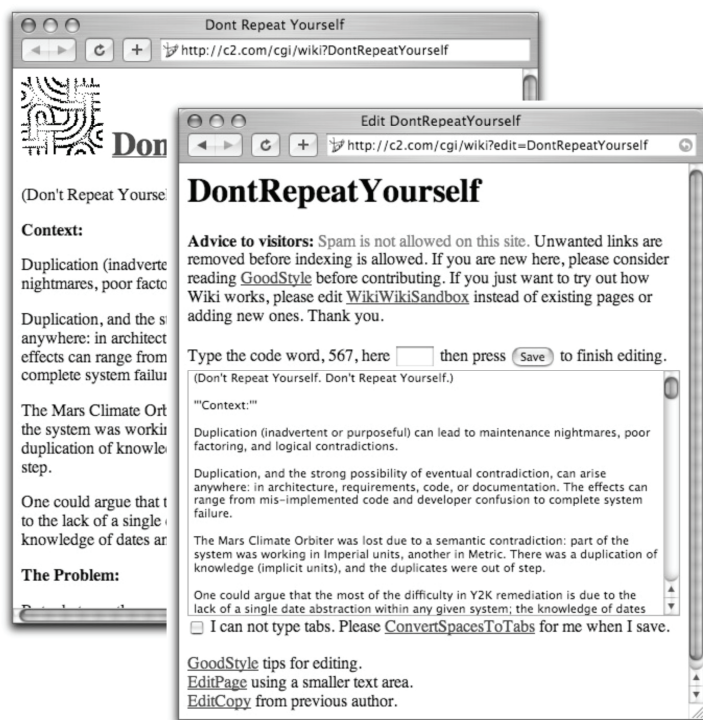 Dont Repeat Yourself
http://c2.com/cgi/wiki?DontRepeatYourself
(Don't Repeat
Context:
Duplication
nightmares, poor
Duplication, and the
anywhere: in
effects can range from
complete system
The Mars Climate
the system was
duplication of
step.
One could argue that
to the lack of a single
knowledge of dates
The Problem:
Edit DontRepeatYourself
http://c2.com/cgi/wiki?edit=DontRepeatYourself
DontRepeatYourself
Advice to visitors: Spam is not allowed on this site. Unwanted links are
removed before indexing is allowed. If you are new here, please consider
reading GoodStyle before contributing. If you just want to try out how
Wiki works, please edit WikiWikiSandbox instead of existing pages or
adding new ones. Thank you.
Type the code word, 567, here then press Save to finish editing.
(Don't Repeat Yourself. Don't Repeat Yourself.)
'''Context:'''
Duplication (inadvertent or purposeful) can lead to maintenance nightmares, poor
factoring, and logical contradictions.
Duplication, and the strong possibility of eventual contradiction, can arise
anywhere: in architecture, requirements, code, or documentation. The effects can
range from mis-implemented code and developer confusion to complete system
failure.
The Mars Climate Orbiter was lost due to a semantic contradiction: part of the
system was working in Imperial units, another in Metric. There was a duplication of
knowledge (implicit units), and the duplicates were out of step.
One could argue that the most of the difficulty in Y2K remediation is due to the
lack of a single date abstraction within any given system; the knowledge of dates
I can not type tabs. Please ConvertSpacesToTabs for me when I save.
GoodStyle tips for editing.
EditPage using a smaller text area.
EditCopy from previous author.